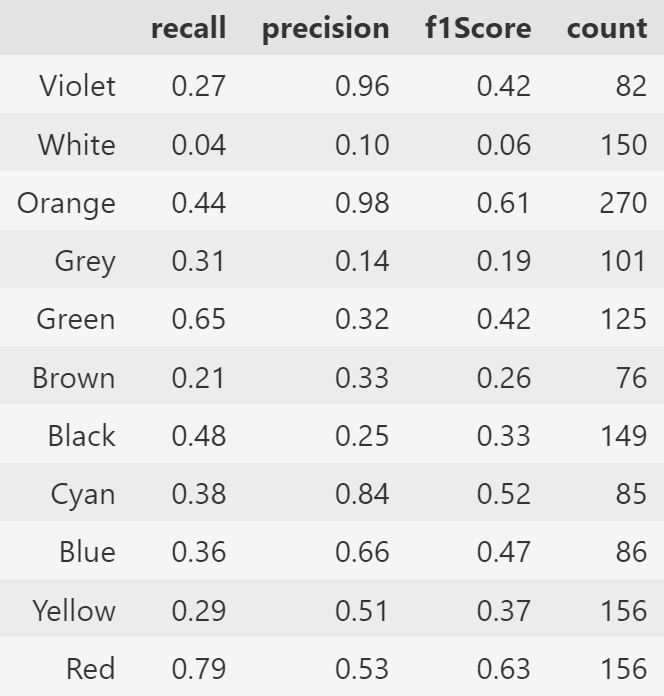 recall precision f1Score count
Violet 0.27 0.96 0.42 82
White 0.04 0.10 0.06 150
Orange 0.44 0.98 0.61 270
Grey 0.31 0.14 0.19 101
Green 0.65 0.32 0.42 125
Brown 0.21 0.33 0.26 76
Black 0.48 0.25 0.33 149
Cyan 0.38 0.84 0.52 85
Blue 0.36 0.66 0.47 86
Yellow 0.29 0.51 0.37 156
Red 0.79 0.53 0.63 156